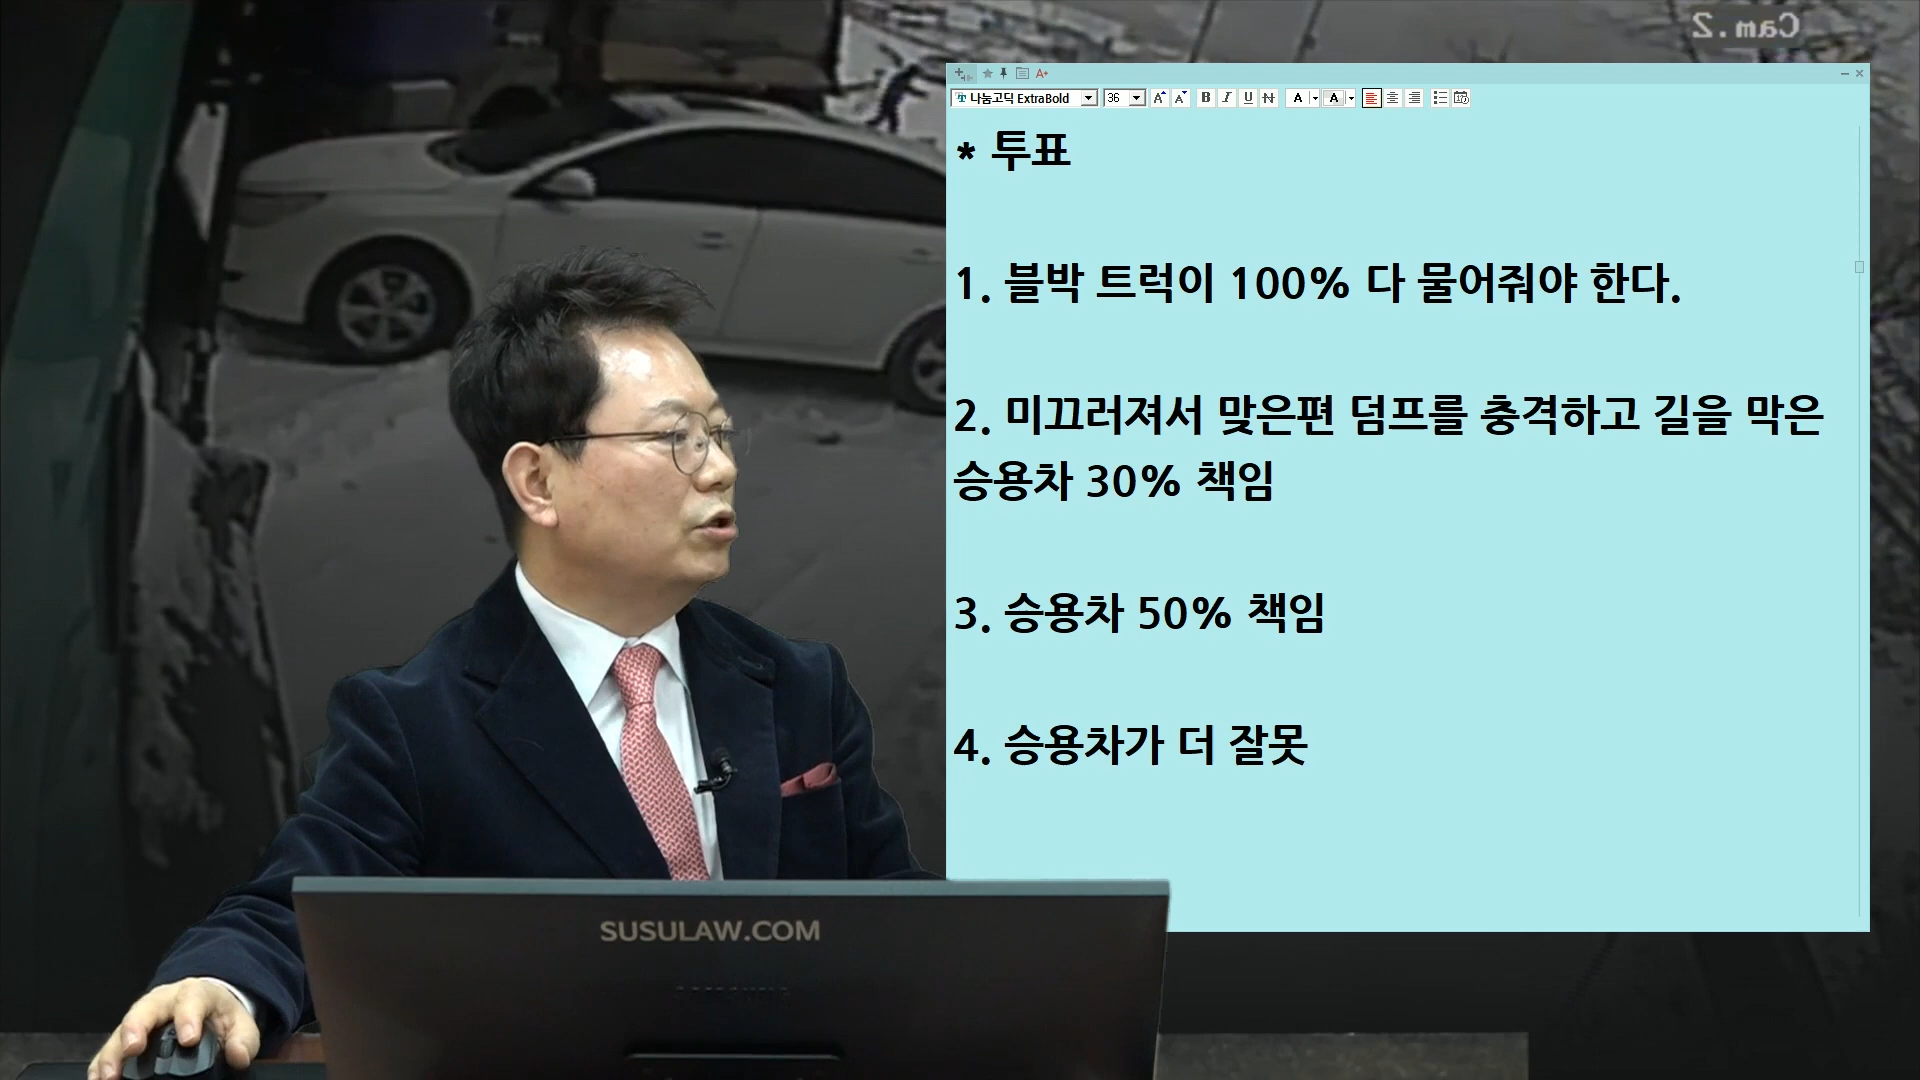 Cam.2
나눔고딕 ExtraBold 36
* 투표
1. 블박 트럭이 100% 다 물어줘야 한다.
2. 미끄러져서 맞은편 덤프를 충격하고 길을 막은
승용차 30% 책임
3. 승용차 50% 책임
4. 승용차가 더 잘못
SUSULAW.COM